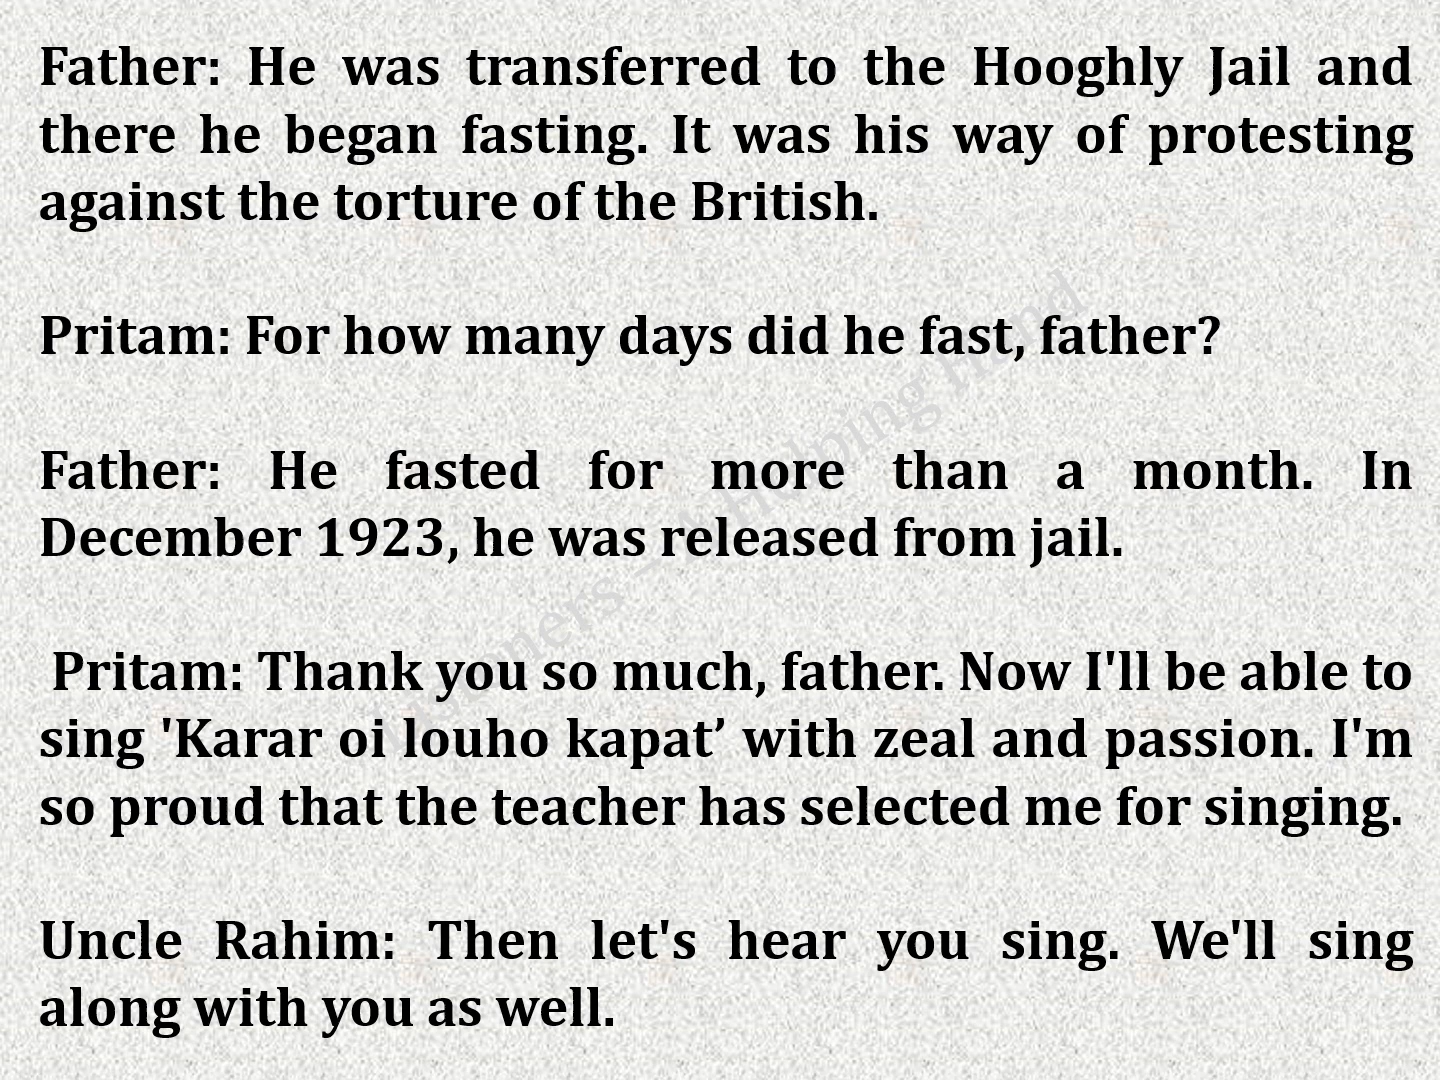 Father: He was transferred to the Hooghly Jail and
there he began fasting. It was his way of protesting
against the torture of the British.
Pritam: For how many days did he fast, father?
Father: He fasted for more than a month. In
December 1923, he was released from jail.
Pritam: Thank you so much, father. Now I'll be able to
sing 'Karar oi louho kapat’ with zeal and passion. I'm
so proud that the teacher has selected me for singing.
Uncle Rahim: Then let's hear you sing. We'll sing
along with you as well.